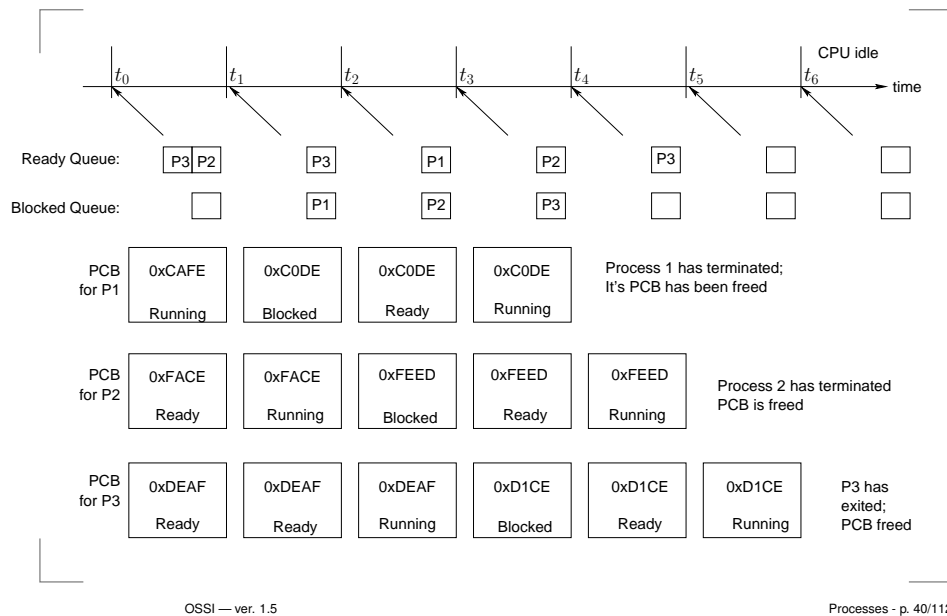 CPU idle
t0 t1 t2 t3 t4 t5 t6
time
Ready Queue: P3 P2 P3 P1 P2 P3
Blocked Queue: P1 P2 P3
PCB
for P1
0xCAFE 0xC0DE 0xC0DE 0xC0DE
Running Blocked Ready Running
Process 1 has terminated;
It's PCB has been freed
PCB
for P2
0xFACE 0xFACE 0xFEED 0xFEED 0xFEED
Ready Running Blocked Ready Running
Process 2 has terminated
PCB is freed
PCB
for P3
0xDEAF 0xDEAF 0xDEAF 0xD1CE 0xD1CE 0xD1CE
Ready Ready Running Blocked Ready Running
P3 has
exited;
PCB freed
OSSI — ver. 1.5
Processes - p. 40/112